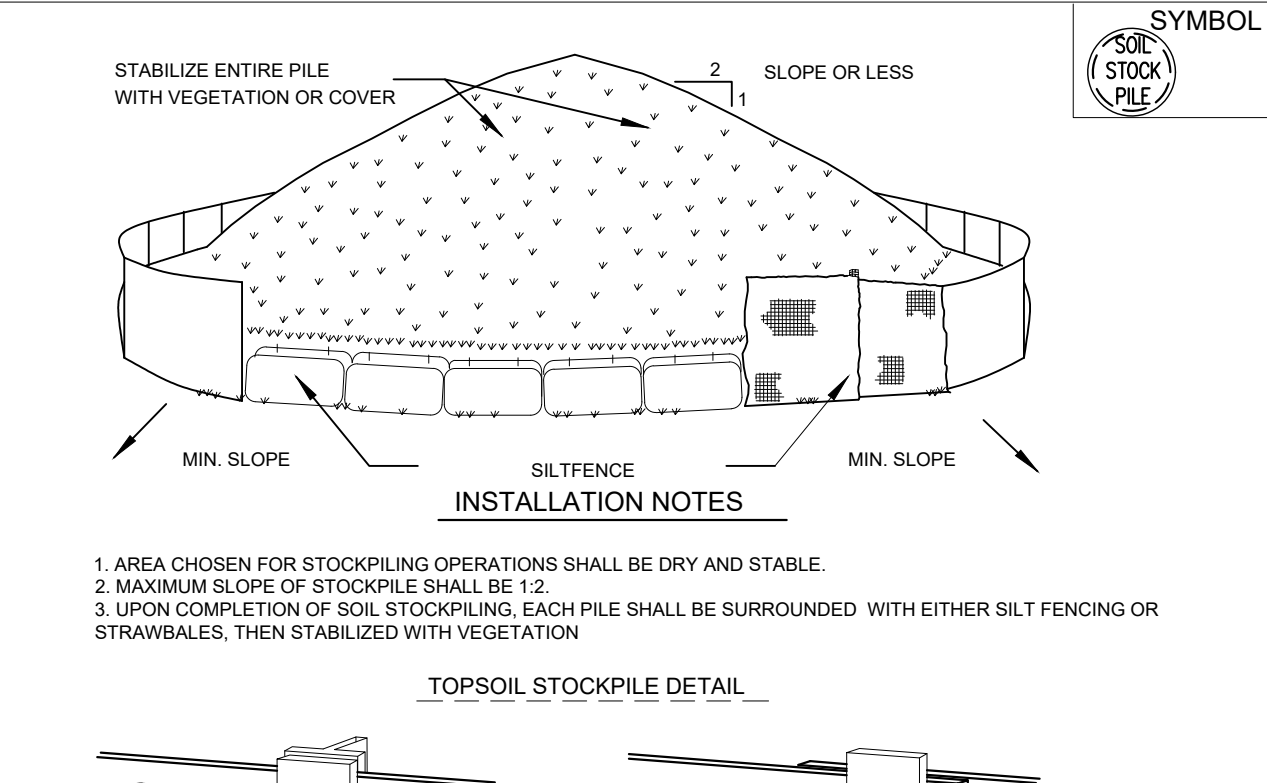 SYMBOL
SOIL
STOCK
PILE
STABILIZE ENTIRE PILE
WITH VEGETATION OR COVER
2
1
SLOPE OR LESS
MIN. SLOPE
SILTFENCE
MIN. SLOPE
INSTALLATION NOTES
1. AREA CHOSEN FOR STOCKPILING OPERATIONS SHALL BE DRY AND STABLE.
2. MAXIMUM SLOPE OF STOCKPILE SHALL BE 1:2.
3. UPON COMPLETION OF SOIL STOCKPILING, EACH PILE SHALL BE SURROUNDED WITH EITHER SILT FENCING OR
STRAWBALES, THEN STABILIZED WITH VEGETATION
TOPSOIL STOCKPILE DETAIL